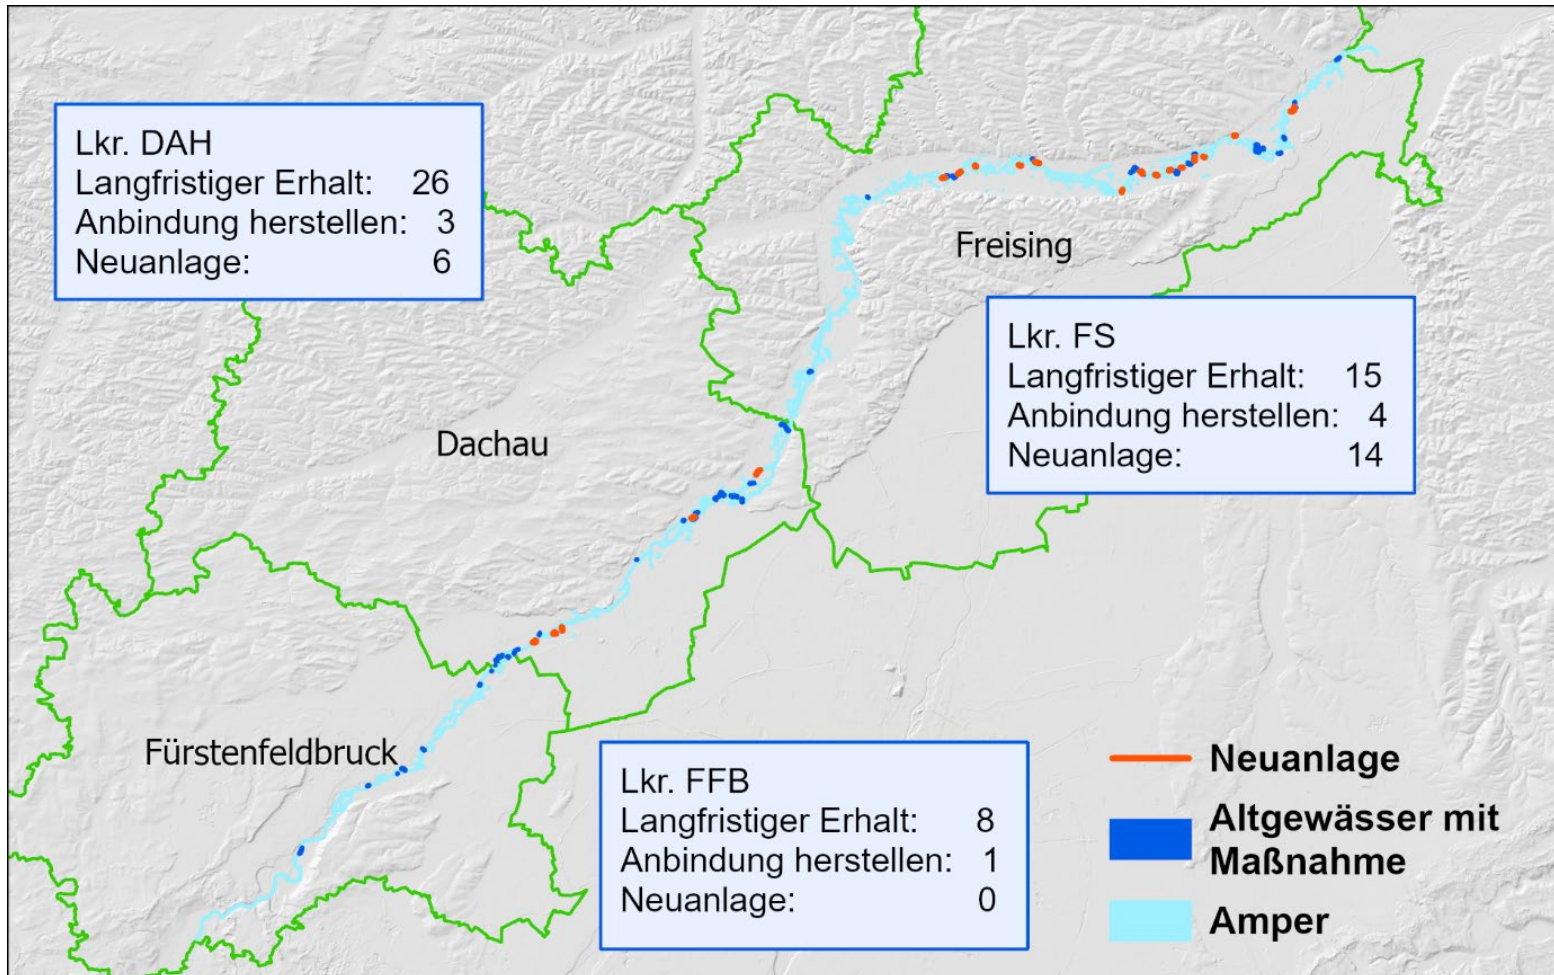 Lkr. DAH
Langfristiger Erhalt: 26
Anbindung herstellen: 3
Neuanlage: 6
Freising
Lkr. FS
Langfristiger Erhalt: 15
Anbindung herstellen: 4
Neuanlage: 14
Dachau
Fürstenfeldbruck
Lkr. FFB
Langfristiger Erhalt: 8
Anbindung herstellen: 1
Neuanlage: 0
Neuanlage
Altgewässer mit
Maßnahme
Amper